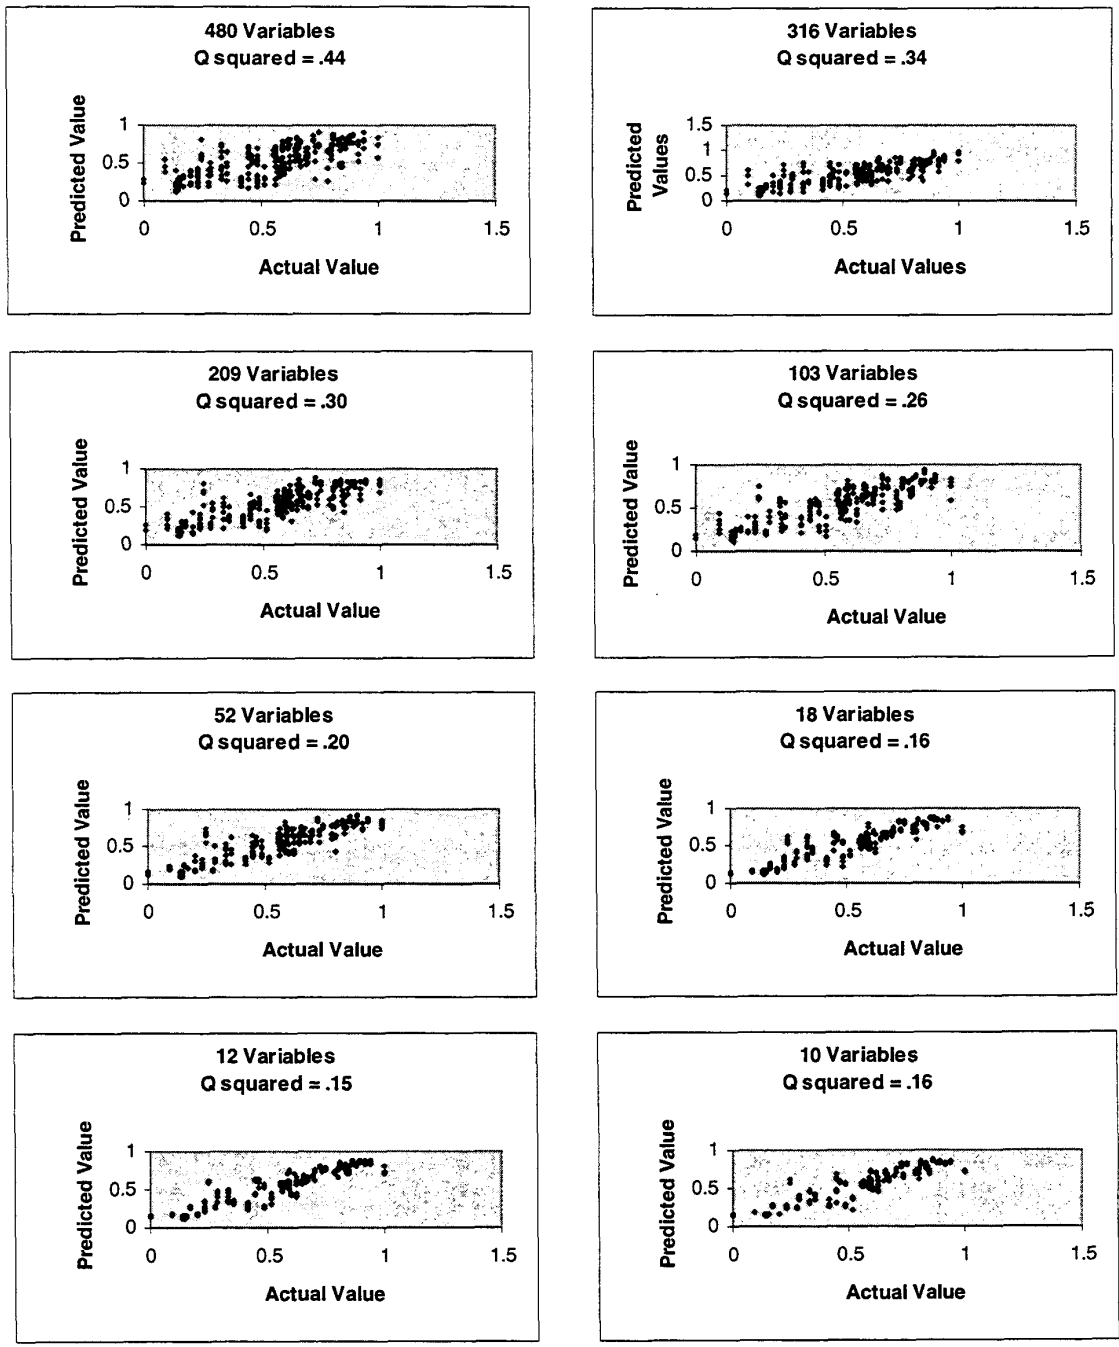 480 Variables
Q squared = .44
Predicted Value
1
0.5
0
0 0.5 1 1.5
Actual Value
316 Variables
Q squared = .34
Predicted
Values
1.5
1
0.5
0
0 0.5 1 1.5
Actual Values
209 Variables
Q squared = .30
Predicted Value
1
0.5
0
0 0.5 1 1.5
Actual Value
103 Variables
Q squared = .26
Predicted Value
1
0.5
0
0 0.5 1 1.5
Actual Value
52 Variables
Q squared = .20
Predicted Value
1
0.5
0
0 0.5 1 1.5
Actual Value
18 Variables
Q squared = .16
Predicted Value
1
0.5
0
0 0.5 1 1.5
Actual Value
12 Variables
Q squared = .15
Predicted Value
1
0.5
0
0 0.5 1 1.5
Actual Value
10 Variables
Q squared = .16
Predicted Value
1
0.5
0
0 0.5 1 1.5
Actual Value